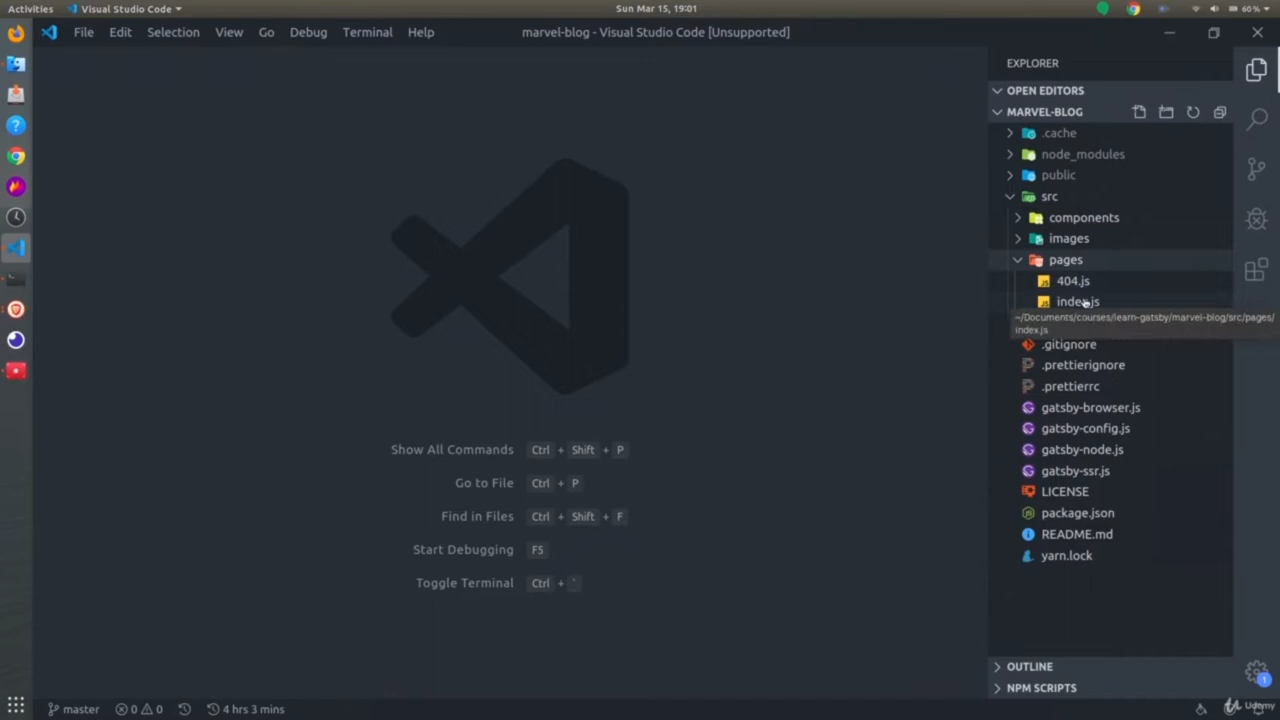 Activities
Visual Studio Code
Sun Mar 15, 19:01
60%
File Edit Selection View Go Debug Terminal Help
marvel-blog - Visual Studio Code [Unsupported]
EXPLORER
OPEN EDITORS
MARVEL-BLOG
.cache
node_modules
public
src
components
images
pages
404.js
index.js
~/Documents/courses/learn-gatsby/marvel-blog/src/pages/
index.js
.gitignore
.prettierignore
.prettierrc
gatsby-browser.js
gatsby-config.js
gatsby-node.js
gatsby-ssr.js
LICENSE
package.json
README.md
yarn.lock
Show All Commands Ctrl + Shift + P
Go to File Ctrl + P
Find in Files Ctrl + Shift + F
Start Debugging F5
Toggle Terminal Ctrl + `
OUTLINE
NPM SCRIPTS
1
master 0 0 4 hrs 3 mins
Udemy